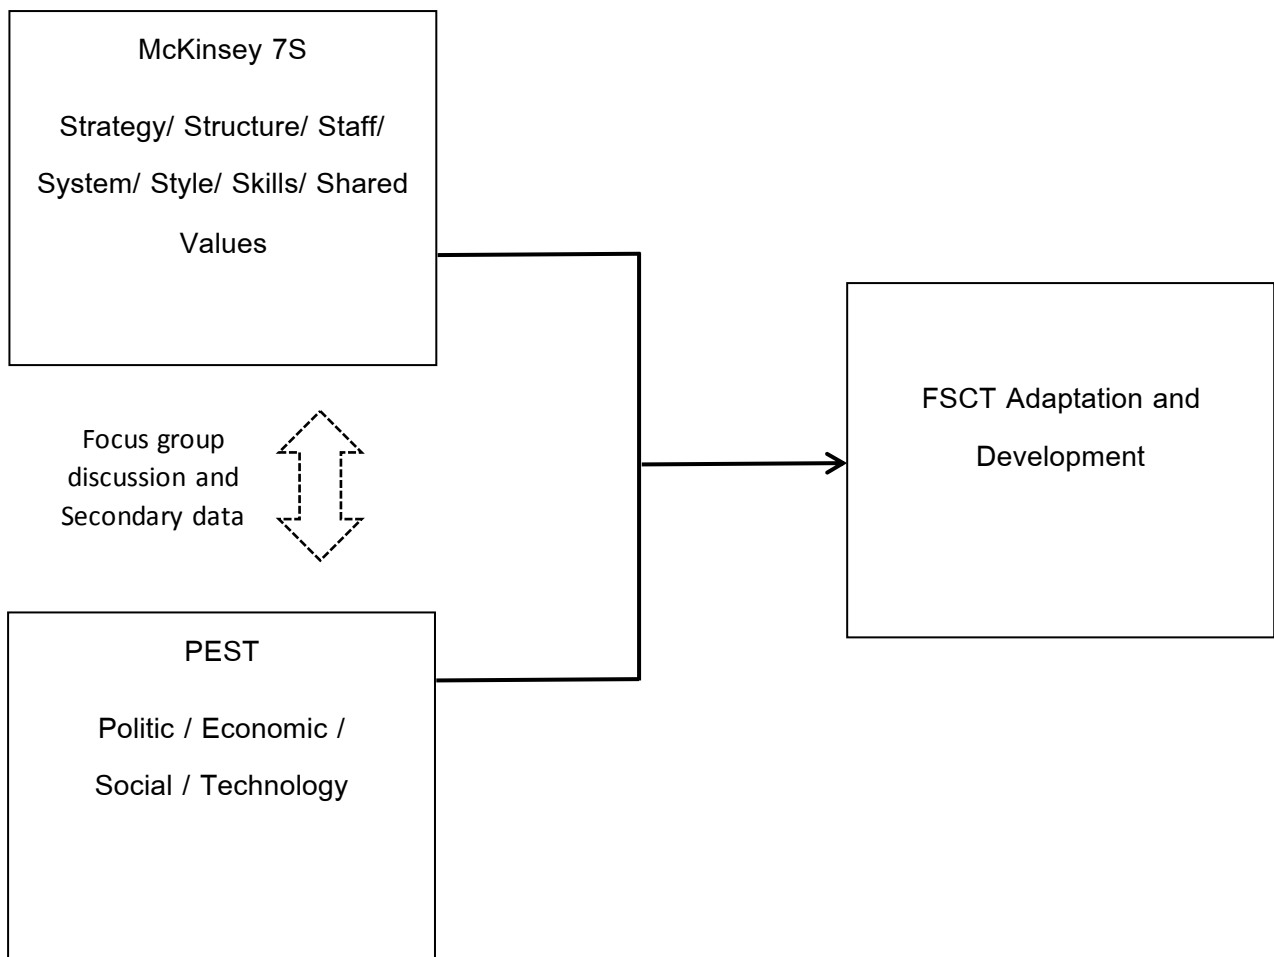 McKinsey 7S
Strategy/ Structure/ Staff/
System/ Style/ Skills/ Shared
Values
Focus group
discussion and
Secondary data
PEST
Politic / Economic /
Social / Technology
FSCT Adaptation and
Development